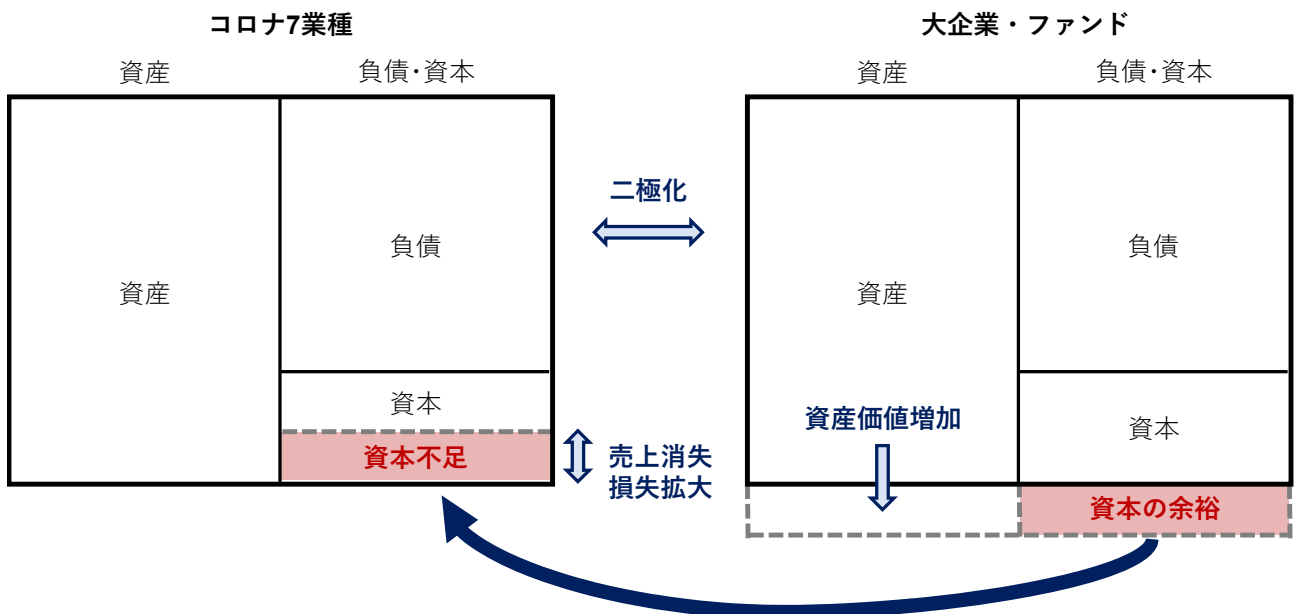 コロナ7業種
大企業・ファンド
資産
負債・資本
資産
負債・資本
二極化
負債
負債
資産
資産
資本
資産価値増加
資本
資本不足
売上消失
損失拡大
資本の余裕